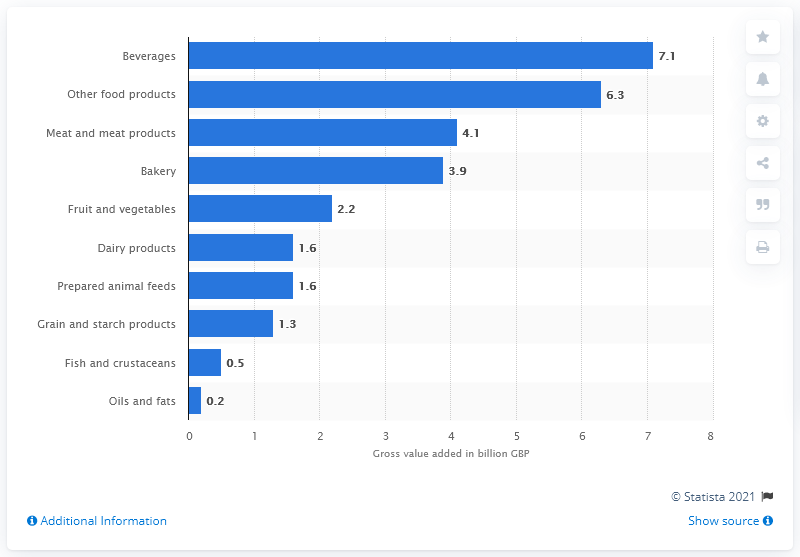 Beverages 7.1
Other food products 6.3
Meat and meat products 4.1
Bakery 3.9
Fruit and vegetables 2.2
Dairy products 1.6
Prepared animal feeds 1.6
Grain and starch products 1.3
Fish and crustaceans 0.5
Oils and fats 0.2
0 1 2 3 4 5 6 7 8
Gross value added in billion GBP
© Statista 2021
Additional Information
Show source